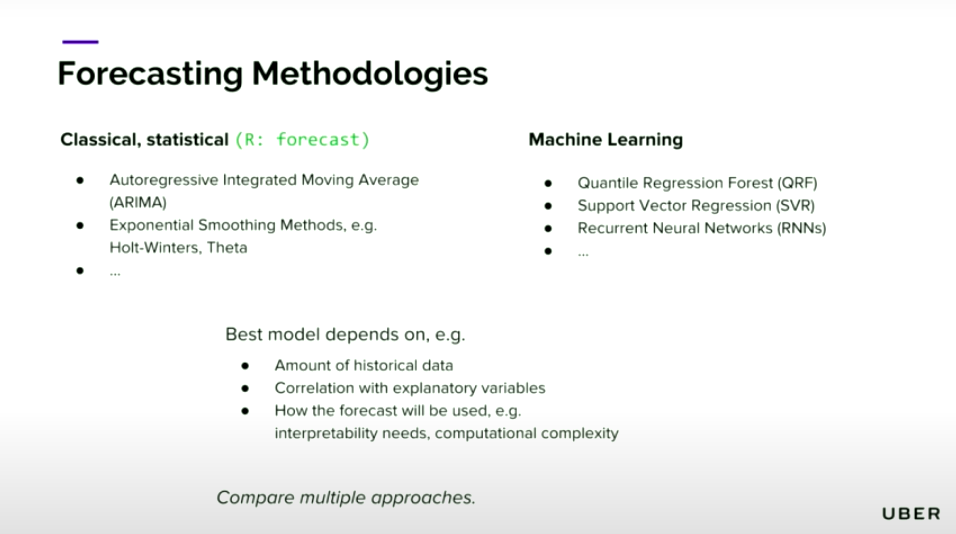 Forecasting Methodologies
Classical, statistical (R: forecast)
● Autoregressive Integrated Moving Average
(ARIMA)
● Exponential Smoothing Methods, e.g.
Holt-Winters, Theta
● ...
Machine Learning
● Quantile Regression Forest (QRF)
● Support Vector Regression (SVR)
● Recurrent Neural Networks (RNNs)
● ...
Best model depends on, e.g.
● Amount of historical data
● Correlation with explanatory variables
● How the forecast will be used, e.g.
interpretability needs, computational complexity
Compare multiple approaches.
UBER